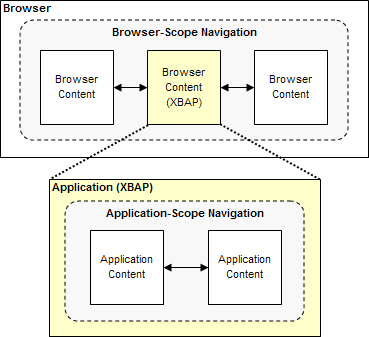 Browser
Browser-Scope Navigation
Browser
Content
Browser
Content
(XBAP)
Browser
Content
Application (XBAP)
Application-Scope Navigation
Application
Content
Application
Content